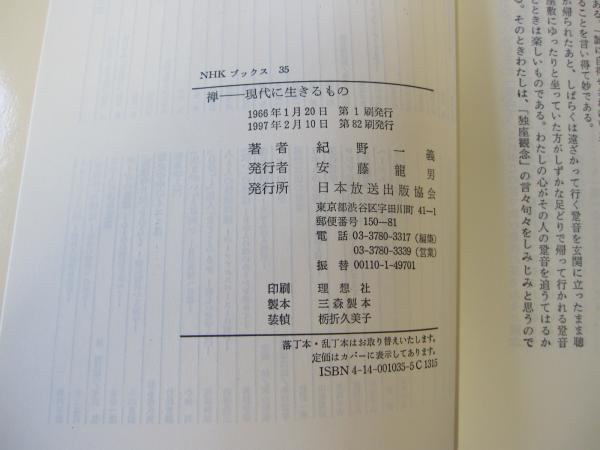 NHKブックス 35
禅——現代に生きるもの
1966年1月20日 第1刷発行
1997年2月10日 第82刷発行
著者 紀野一義
発行者 安藤龍男
発行所 日本放送出版協会
東京都渋谷区宇田川町41-1
郵便番号 150-81
電話 03-3780-3317(編集)
03-3780-3339(営業)
振替 00110-1-49701
印刷 理想社
製本 三森製本
装幀 栃折久美子
落丁本・乱丁本はお取り替えいたします。
定価はカバーに表示してあります。
ISBN4-14-001035-5 C1315
ることを言い得て妙である。
が帰られたあと、しばらくは遠ざかって行く跫音を玄関に立ったまま聴
座敷にゆったりと坐っていた方がしずかな足どりで帰って行かれる跫音
ときは楽しいものである。わたしの心がその人の跫音を追うてはるか
る。そのときわたしは、「独座観念」の言々句々をしみじみと思うので